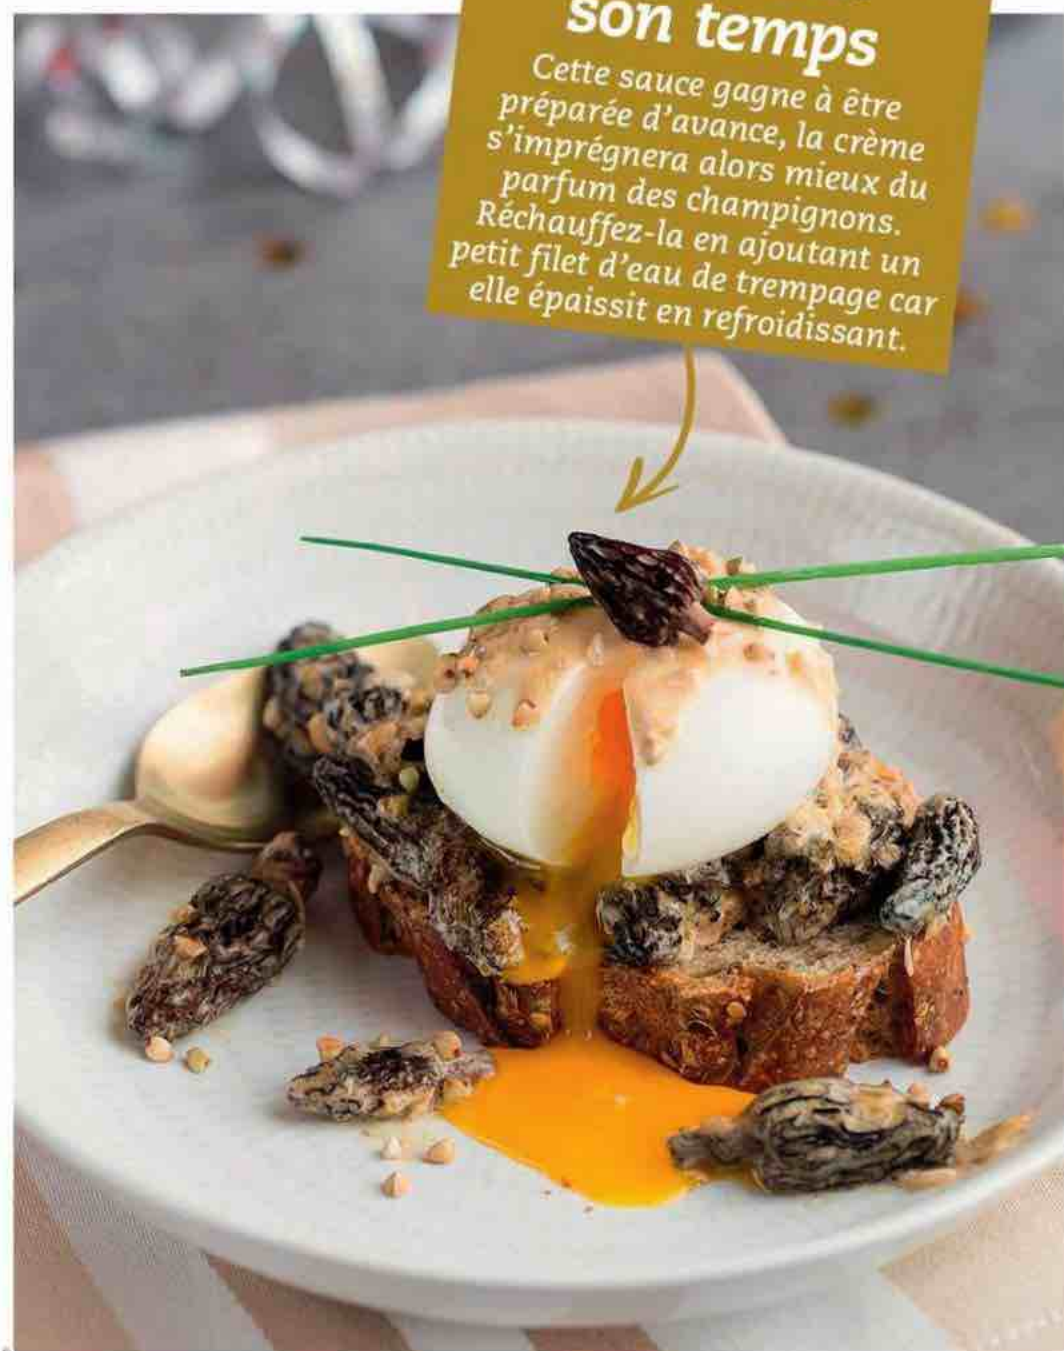 son temps
Cette sauce gagne à être
préparée d'avance, la crème
s'imprégnera alors mieux du
parfum des champignons.
Réchauffez-la en ajoutant un
petit filet d'eau de trempage car
elle épaissit en refroidissant.